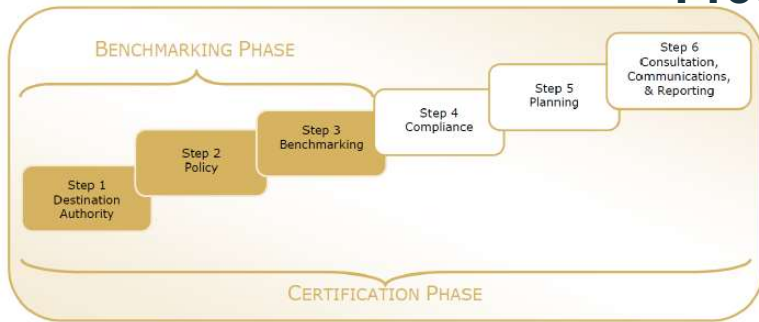 BENCHMARKING PHASE
Step 1
Destination
Authority
Step 2
Policy
Step 3
Benchmarking
Step 4
Compliance
Step 5
Planning
Step 6
Consultation,
Communications,
& Reporting
CERTIFICATION PHASE